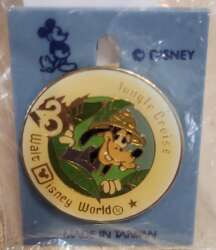 © DISNEY
Jungle Cruise
Walt Disney World®
MADE IN TAIWAN